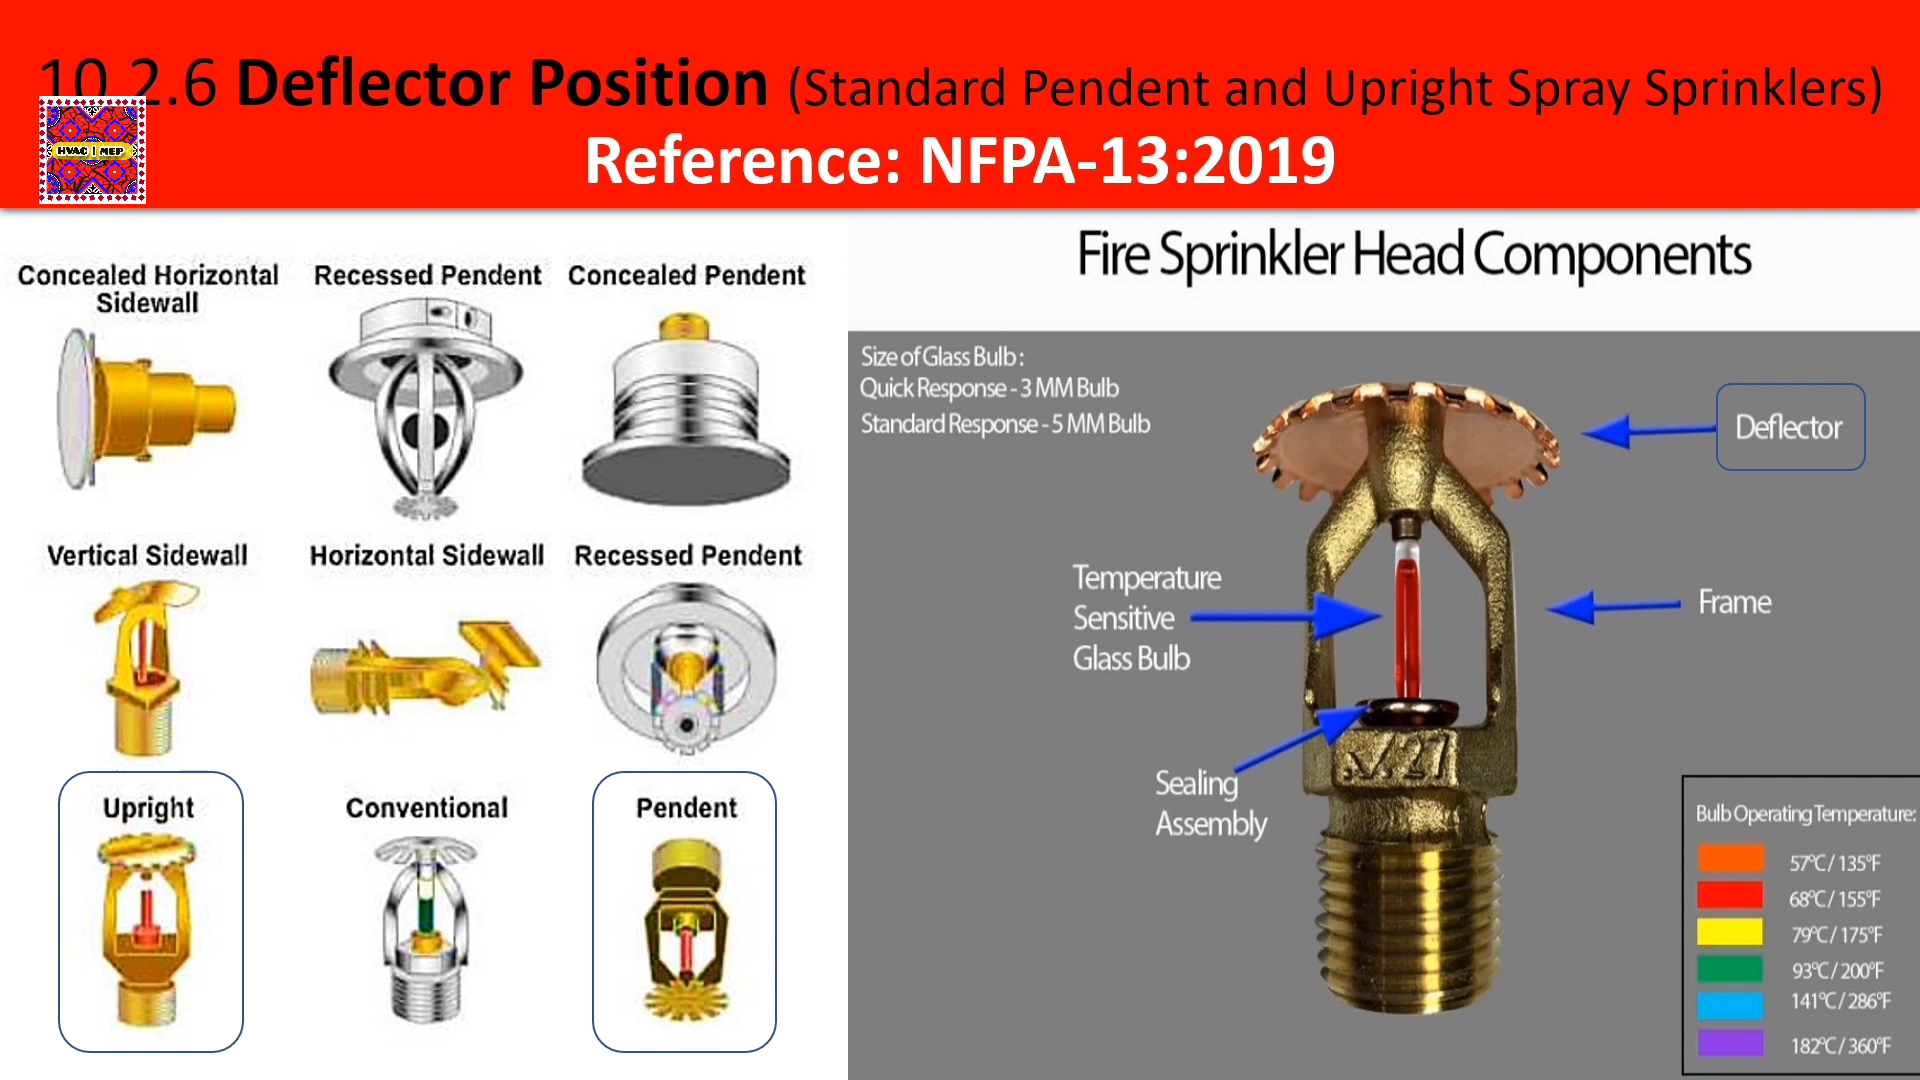 10.2.6 Deflector Position (Standard Pendent and Upright Spray Sprinklers)
Reference: NFPA-13:2019
HVAC | MEP
Concealed Horizontal
Sidewall
Recessed Pendent
Concealed Pendent
Vertical Sidewall
Horizontal Sidewall
Recessed Pendent
Upright
Conventional
Pendent
Fire Sprinkler Head Components
Size of Glass Bulb :
Quick Response - 3 MM Bulb
Standard Response - 5 MM Bulb
Deflector
Temperature
Sensitive
Glass Bulb
Frame
Sealing
Assembly
Bulb Operating Temperature:
57°C / 135°F
68°C / 155°F
79°C / 175°F
93°C / 200°F
141°C / 286°F
182°C / 360°F